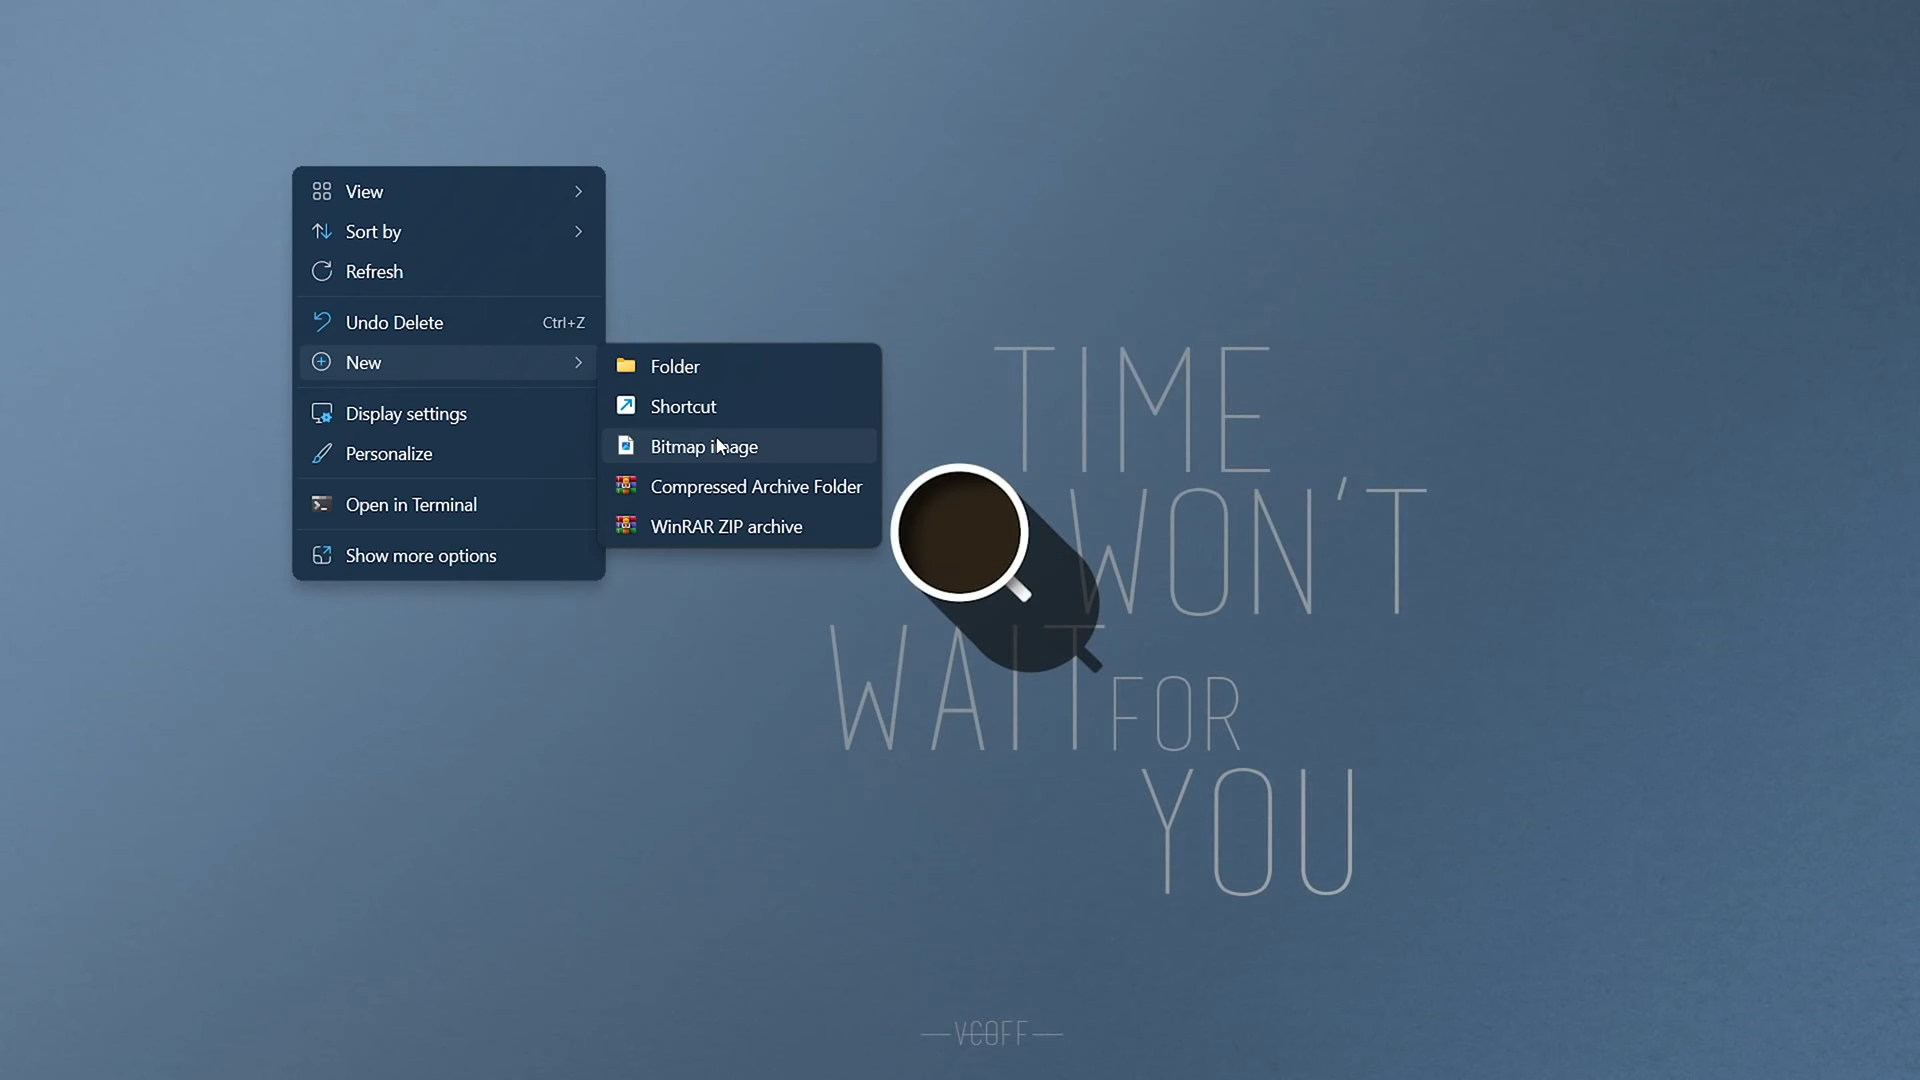 View
Sort by
Refresh
Undo Delete Ctrl+Z
New
Display settings
Personalize
Open in Terminal
Show more options
Folder
Shortcut
Bitmap image
Compressed Archive Folder
WinRAR ZIP archive
TIME
WON'T
WAIT FOR
YOU
VCOFF